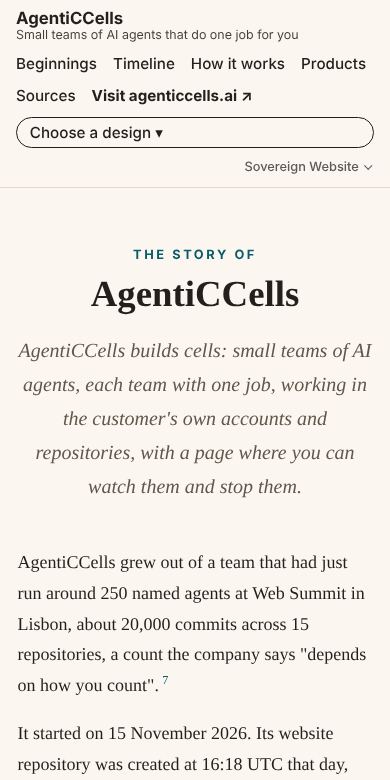 AgentiCCells
Small teams of AI agents that do one job for you
Beginnings Timeline How it works Products
Sources Visit agenticcells.ai ↗
Choose a design ▾
Sovereign Website
THE STORY OF
AgentiCCells
AgentiCCells builds cells: small teams of AI
agents, each team with one job, working in
the customer's own accounts and
repositories, with a page where you can
watch them and stop them.
AgentiCCells grew out of a team that had just
run around 250 named agents at Web Summit in
Lisbon, about 20,000 commits across 15
repositories, a count the company says "depends
on how you count". 7
It started on 15 November 2026. Its website
repository was created at 16:18 UTC that day,